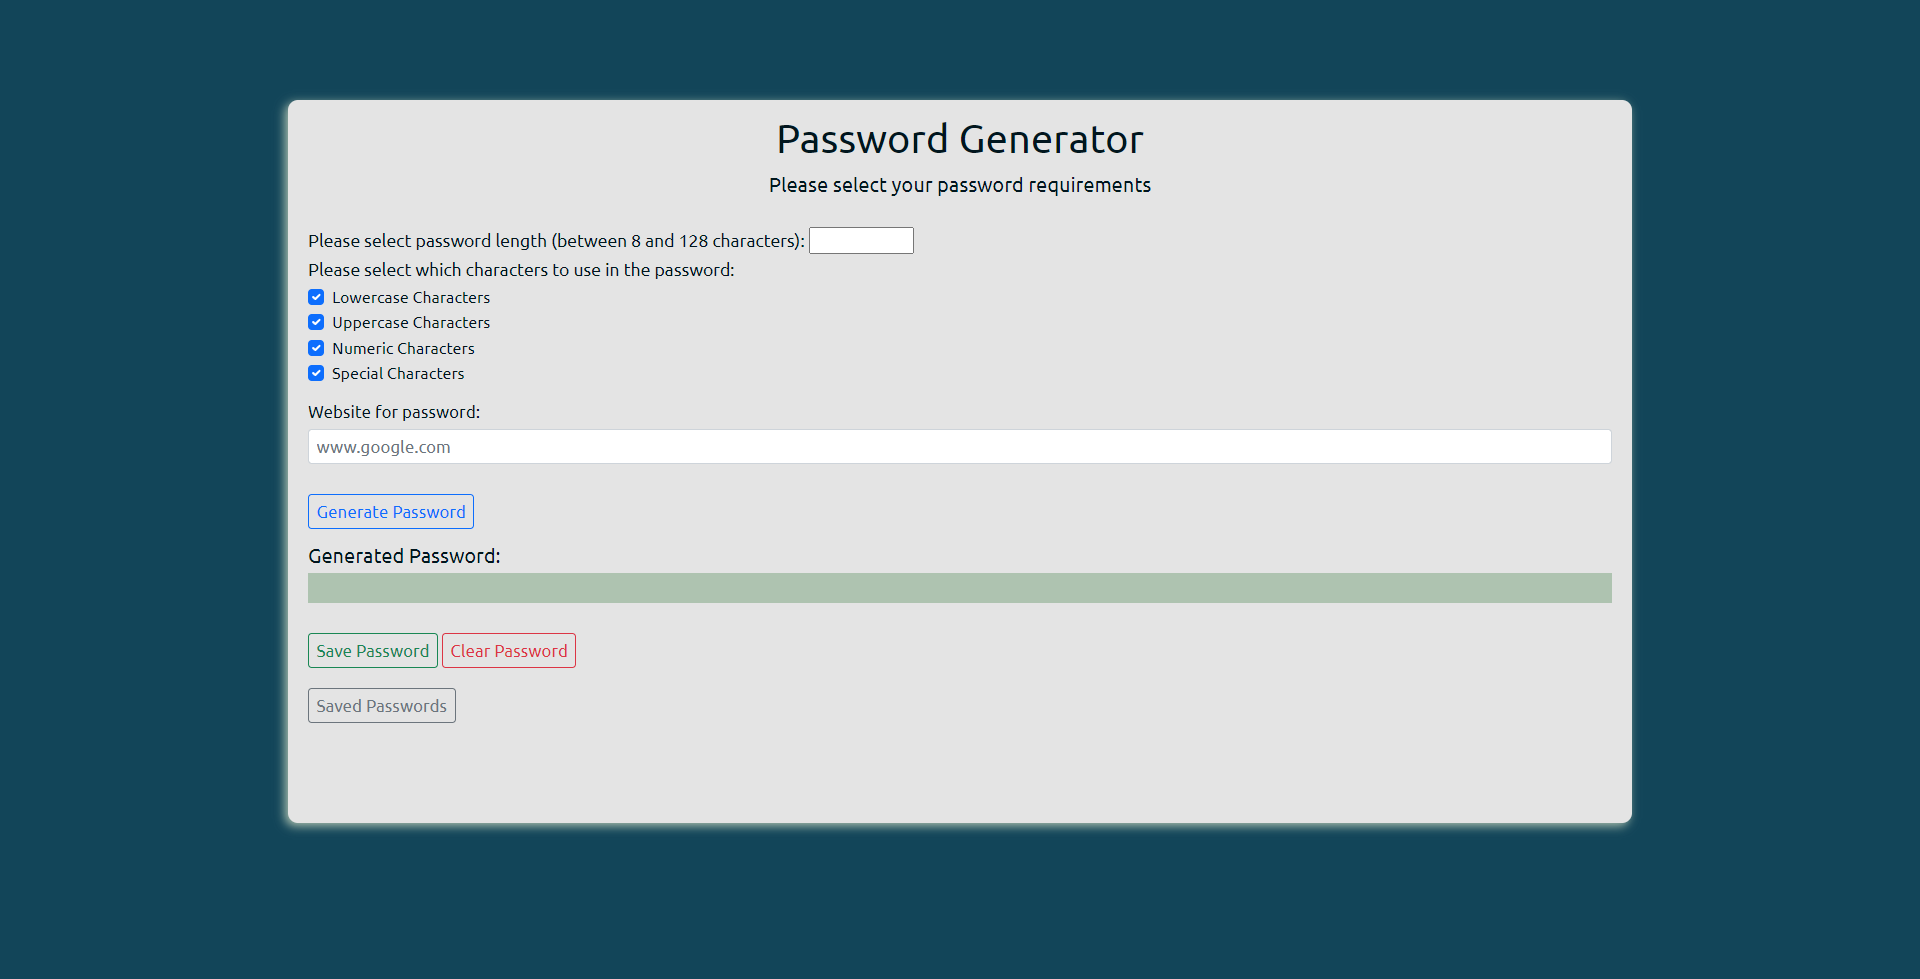 Password Generator
Please select your password requirements
Please select password length (between 8 and 128 characters):
Please select which characters to use in the password:
Lowercase Characters
Uppercase Characters
Numeric Characters
Special Characters
Website for password:
www.google.com
Generate Password
Generated Password:
Save Password Clear Password
Saved Passwords